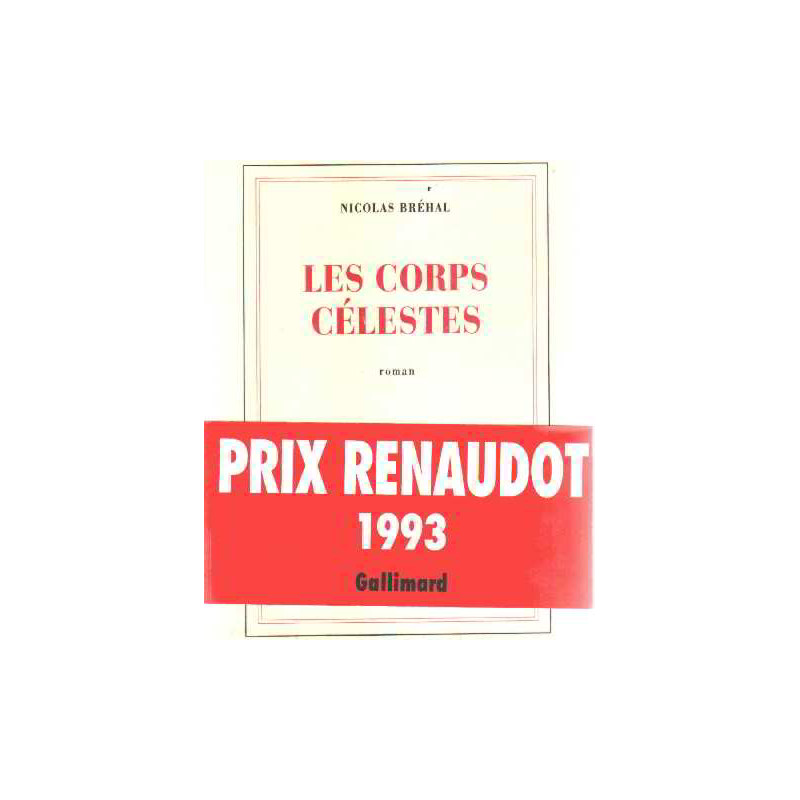 NICOLAS BRÉHAL
LES CORPS
CÉLESTES
roman
PRIX RENAUDOT
1993
Gallimard